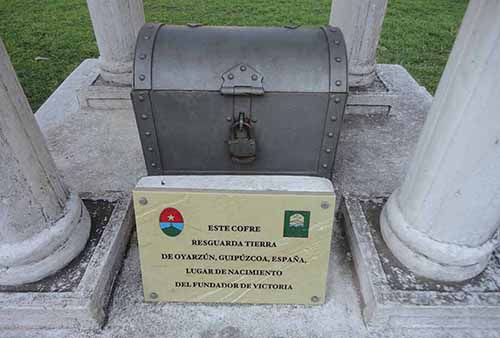 ESTE COFRE
RESGUARDA TIERRA
DE OYARZÚN, GUIPÚZCOA, ESPAÑA,
LUGAR DE NACIMIENTO
DEL FUNDADOR DE VICTORIA